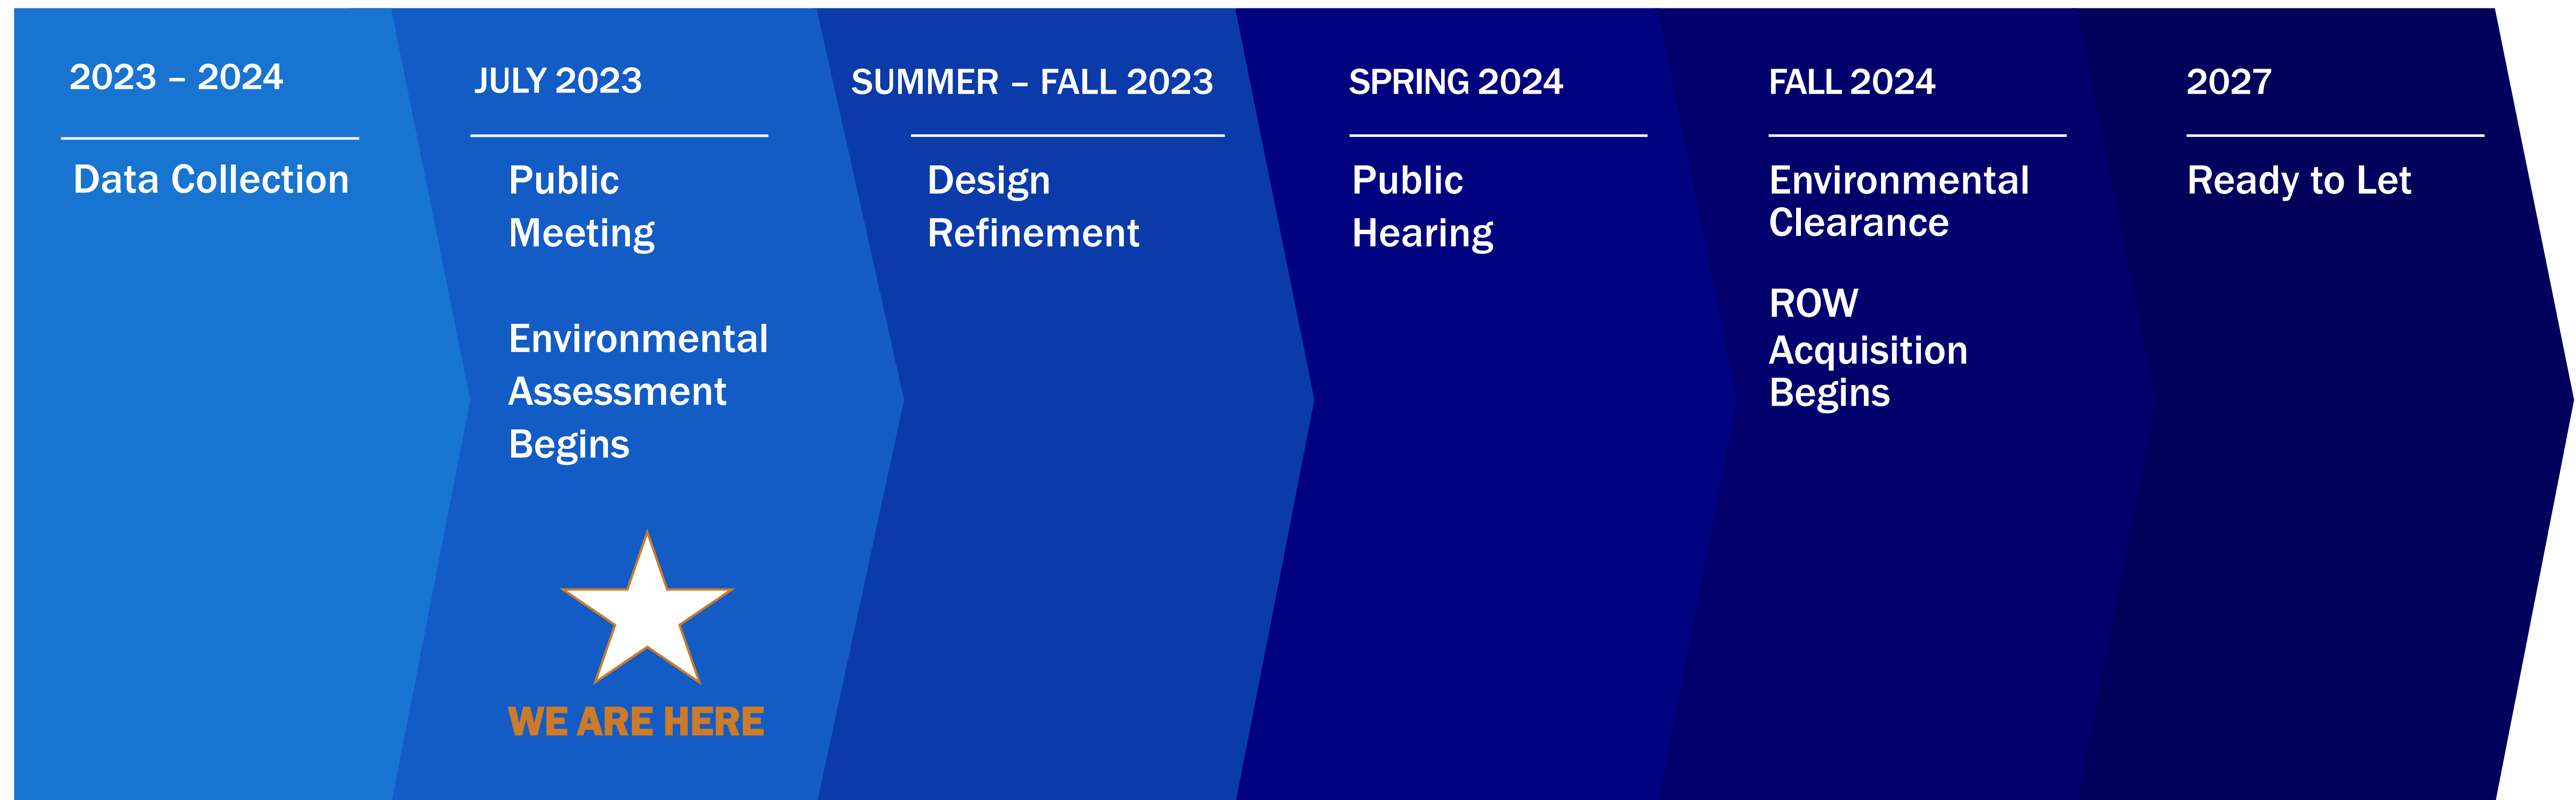 2023 – 2024
Data Collection
JULY 2023
Public
Meeting
Environmental
Assessment
Begins
WE ARE HERE
SUMMER – FALL 2023
Design
Refinement
SPRING 2024
Public
Hearing
FALL 2024
Environmental
Clearance
ROW
Acquisition
Begins
2027
Ready to Let